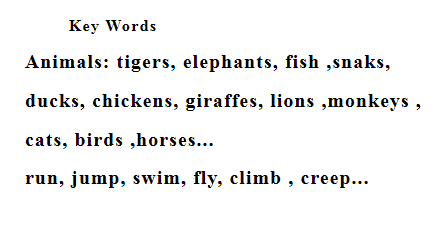 Key Words
Animals: tigers, elephants, fish ,snaks,
ducks, chickens, giraffes, lions ,monkeys ,
cats, birds ,horses...
run, jump, swim, fly, climb , creep...